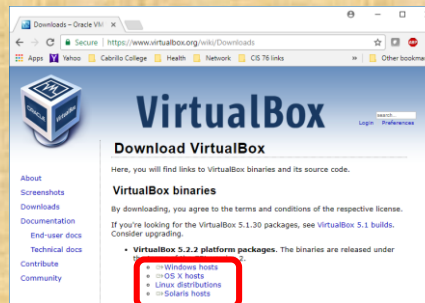 Downloads – Oracle VM
Secure | https://www.virtualbox.org/wiki/Downloads
Apps Yahoo Cabrillo College Health Network CIS 76 links » Other bookmar
VirtualBox
search...
Login Preferences
Download VirtualBox
Here, you will find links to VirtualBox binaries and its source code.
VirtualBox binaries
By downloading, you agree to the terms and conditions of the respective license.
If you're looking for the VirtualBox 5.1.30 packages, see VirtualBox 5.1 builds.
Consider upgrading.
• VirtualBox 5.2.2 platform packages. The binaries are released under
2.
Windows hosts
OS X hosts
Linux distributions
Solaris hosts
About
Screenshots
Downloads
Documentation
End-user docs
Technical docs
Contribute
Community